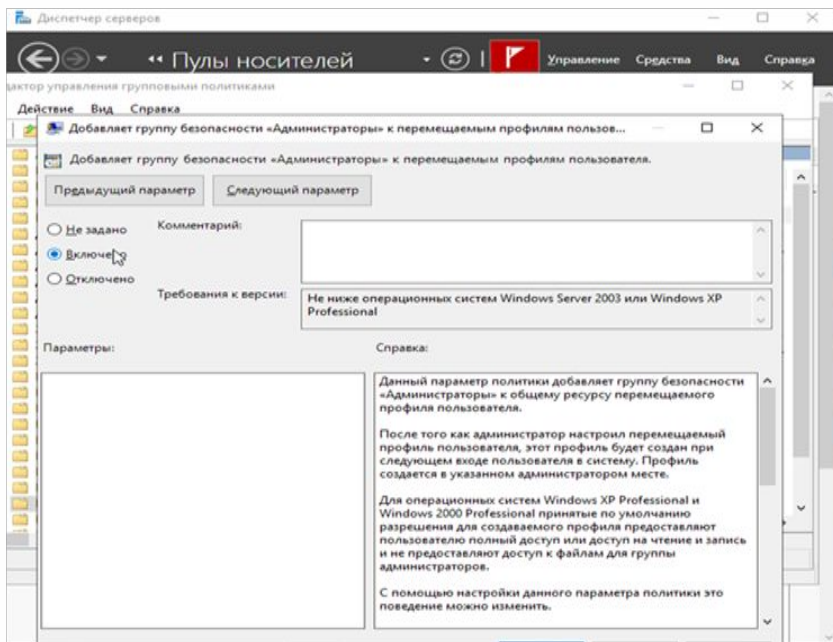 Диспетчер серверов
Пулы носителей
Управление Средства Вид Справка
дактор управления групповыми политиками
Действие Вид Справка
Добавляет группу безопасности «Администраторы» к перемещаемым профилям пользов...
Добавляет группу безопасности «Администраторы» к перемещаемым профилям пользователя.
Предыдущий параметр Следующий параметр
Не задано
Комментарий:
Включено
Отключено
Требования к версии:
Не ниже операционных систем Windows Server 2003 или Windows XP
Professional
Параметры:
Справка:
Данный параметр политики добавляет группу безопасности
«Администраторы» к общему ресурсу перемещаемого
профиля пользователя.
После того как администратор настроил перемещаемый
профиль пользователя, этот профиль будет создан при
следующем входе пользователя в систему. Профиль
создается в указанном администратором месте.
Для операционных систем Windows XP Professional и
Windows 2000 Professional принятые по умолчанию
разрешения для создаваемого профиля предоставляют
пользователю полный доступ или доступ на чтение и запись
и не предоставляют доступ к файлам для группы
администраторов.
С помощью настройки данного параметра политики это
поведение можно изменить.